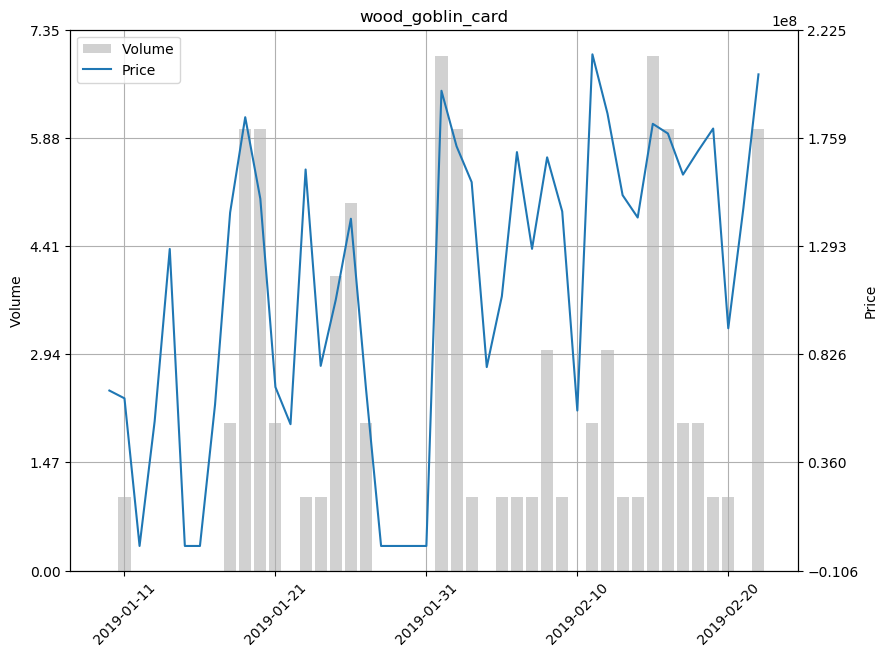 wood_goblin_card
1e8
Volume
Price
7.35
5.88
4.41
2.94
1.47
0.00
Volume
2.225
1.759
1.293
0.826
0.360
−0.106
Price
2019-01-11
2019-01-21
2019-01-31
2019-02-10
2019-02-20